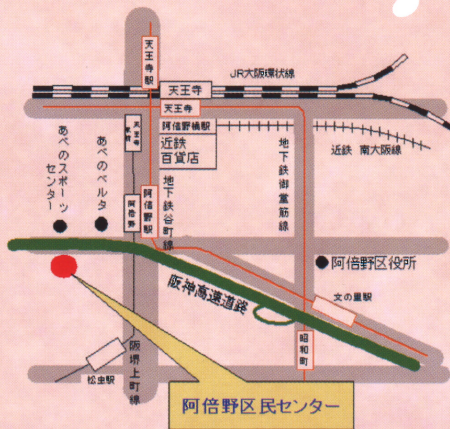 JR大阪環状線
天王寺駅
天王寺
天王寺
阿倍野橋駅
近鉄
百貨店
天王寺駅前
近鉄 南大阪線
あべのスポーツ
センター
あべのベルタ
阿倍野
阿倍野駅
地下鉄谷町線
地下鉄御堂筋線
阿倍野区役所
阪神高速道路
文の里駅
昭和町
阪堺上町線
松虫駅
阿倍野区民センター